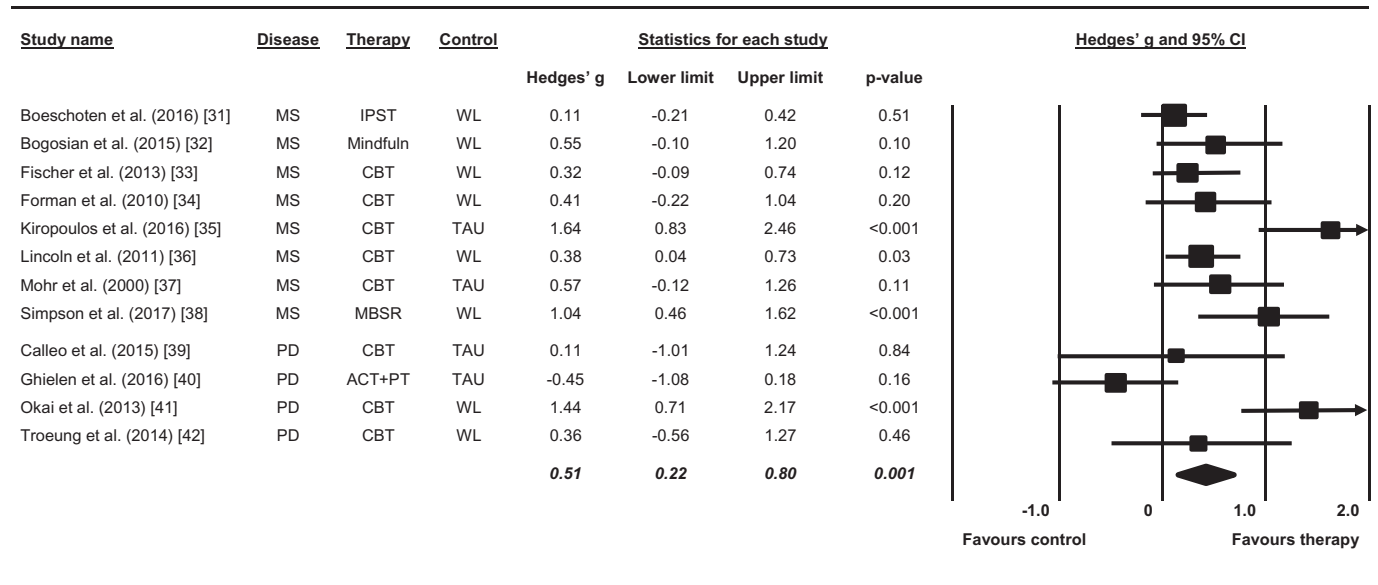 Study name Disease Therapy Control Statistics for each study Hedges' g and 95% CI
Hedges' g Lower limit Upper limit p-value
Boeschoten et al. (2016) [31] MS IPST WL 0.11 -0.21 0.42 0.51
Bogosian et al. (2015) [32] MS Mindfuln WL 0.55 -0.10 1.20 0.10
Fischer et al. (2013) [33] MS CBT WL 0.32 -0.09 0.74 0.12
Forman et al. (2010) [34] MS CBT WL 0.41 -0.22 1.04 0.20
Kiropoulos et al. (2016) [35] MS CBT TAU 1.64 0.83 2.46 <0.001
Lincoln et al. (2011) [36] MS CBT WL 0.38 0.04 0.73 0.03
Mohr et al. (2000) [37] MS CBT TAU 0.57 -0.12 1.26 0.11
Simpson et al. (2017) [38] MS MBSR WL 1.04 0.46 1.62 <0.001
Calleo et al. (2015) [39] PD CBT TAU 0.11 -1.01 1.24 0.84
Ghielen et al. (2016) [40] PD ACT+PT TAU -0.45 -1.08 0.18 0.16
Okai et al. (2013) [41] PD CBT WL 1.44 0.71 2.17 <0.001
Troeung et al. (2014) [42] PD CBT WL 0.36 -0.56 1.27 0.46
0.51 0.22 0.80 0.001
-1.0 0 1.0 2.0
Favours control Favours therapy